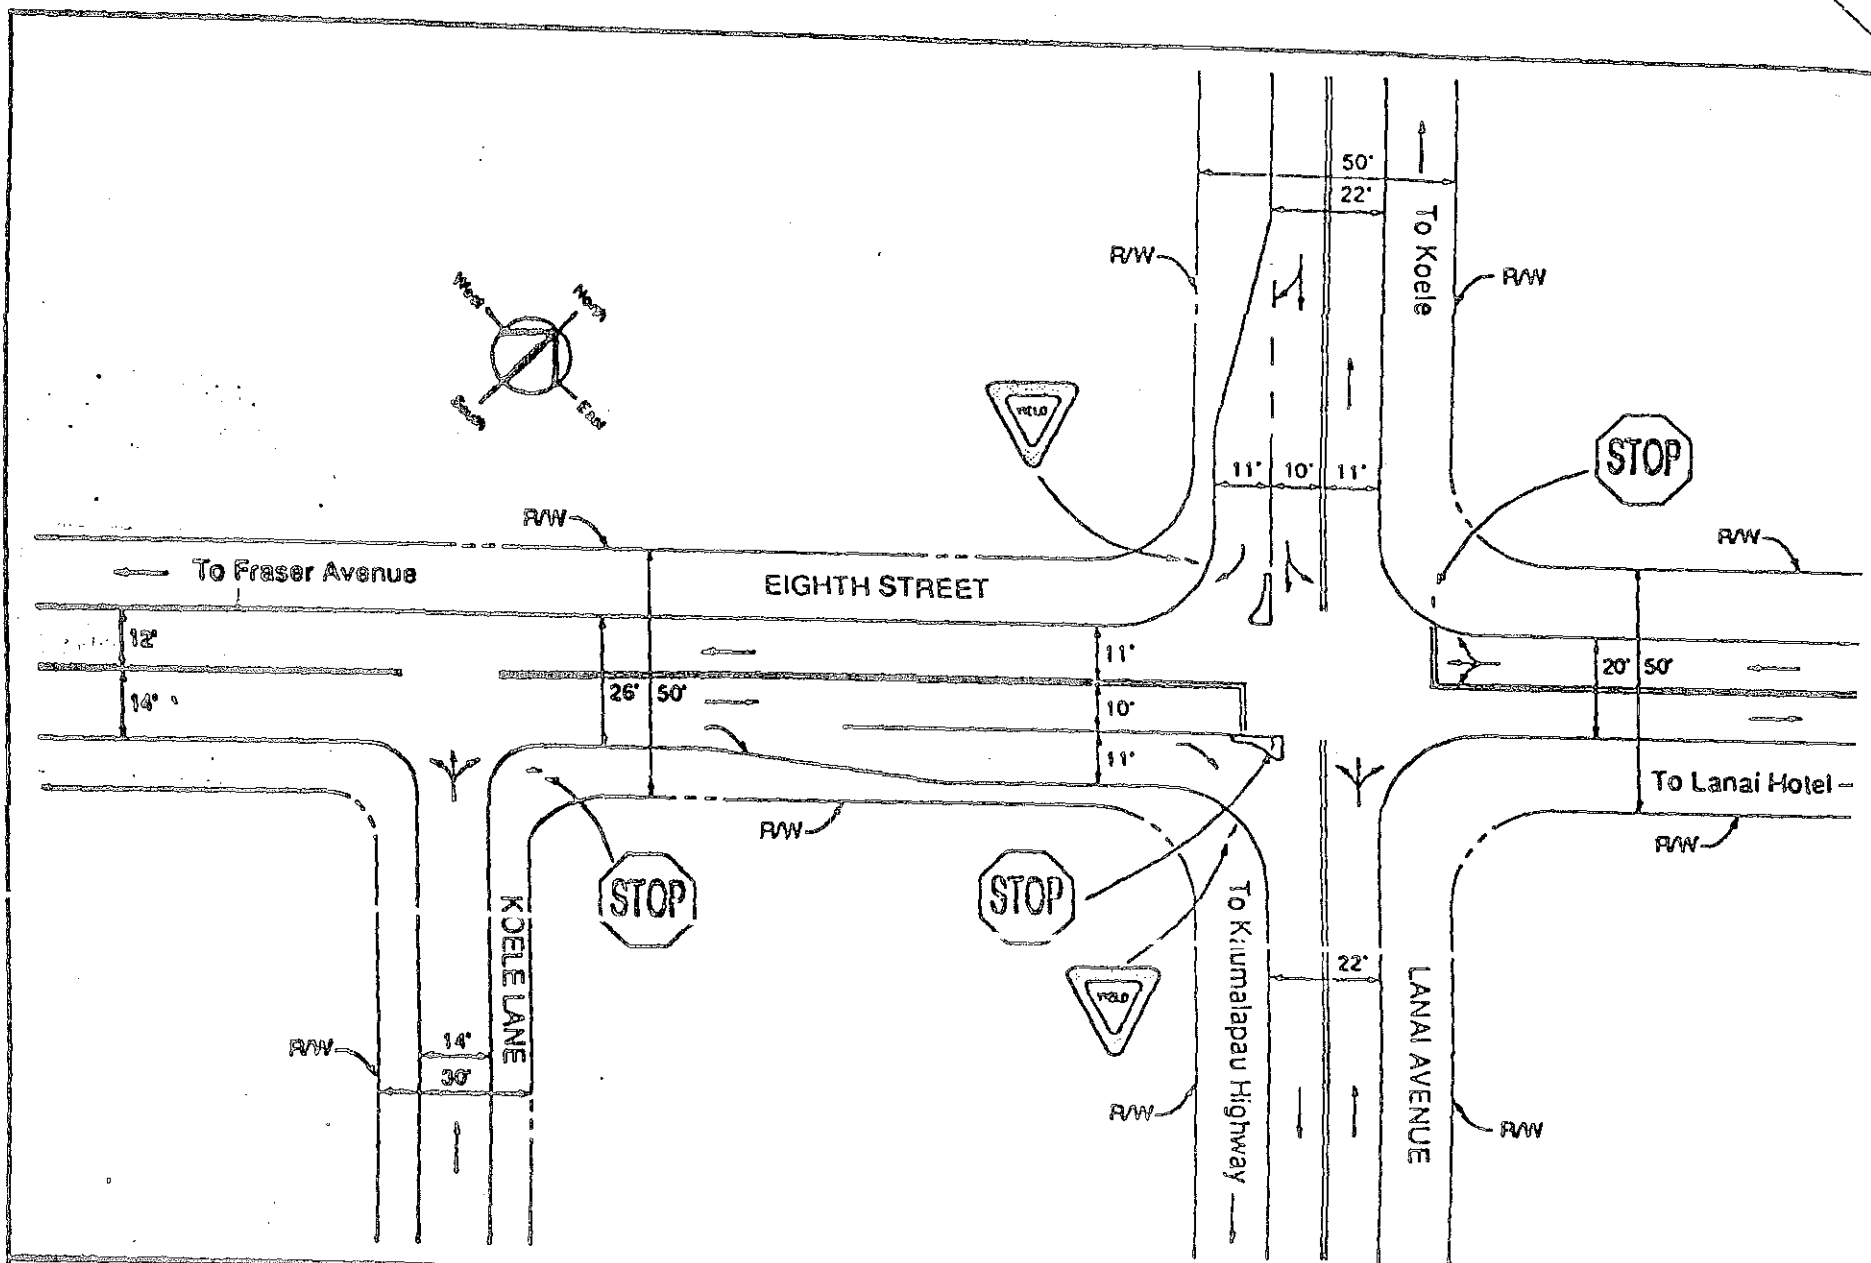 50'
22'
To Koele
R/W
R/W
West
North
South
East
YIELD
STOP
11'
10'
11'
R/W
R/W
To Fraser Avenue
EIGHTH STREET
12'
14'
26'
50'
11'
10'
11'
20'
50'
To Lanai Hotel
R/W
R/W
STOP
STOP
YIELD
KOELE LANE
14'
30'
R/W
To Kaumalapau Highway
22'
LANAI AVENUE
R/W
R/W